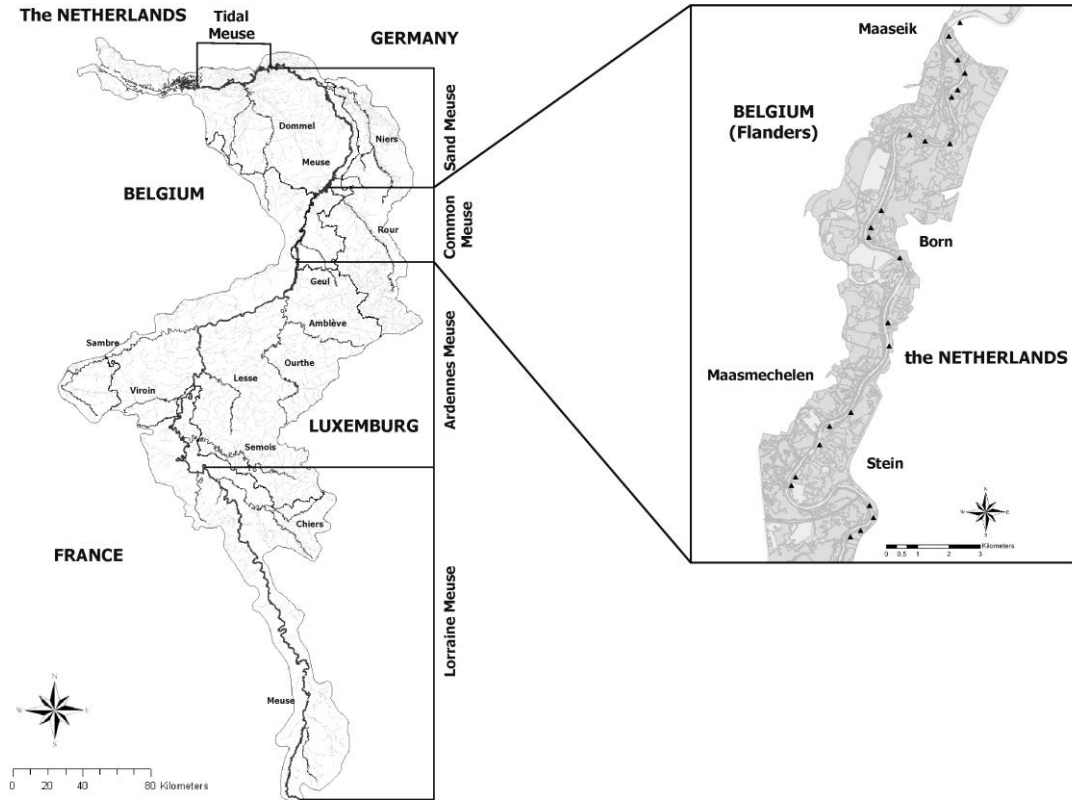 The NETHERLANDS
Tidal
Meuse
GERMANY
Sand Meuse
Dommel
Niers
Meuse
BELGIUM
Common
Meuse
Rour
Geul
Amblève
Sambre
Ourthe
Lesse
Viroin
Ardennes Meuse
LUXEMBURG
Semois
Chiers
FRANCE
Lorraine Meuse
Meuse
N
W E
S
0 20 40 80 Kilometers
Maaseik
BELGIUM
(Flanders)
Born
the NETHERLANDS
Maasmechelen
Stein
N
W E
S
Kilometers
0 0.5 1 2 3